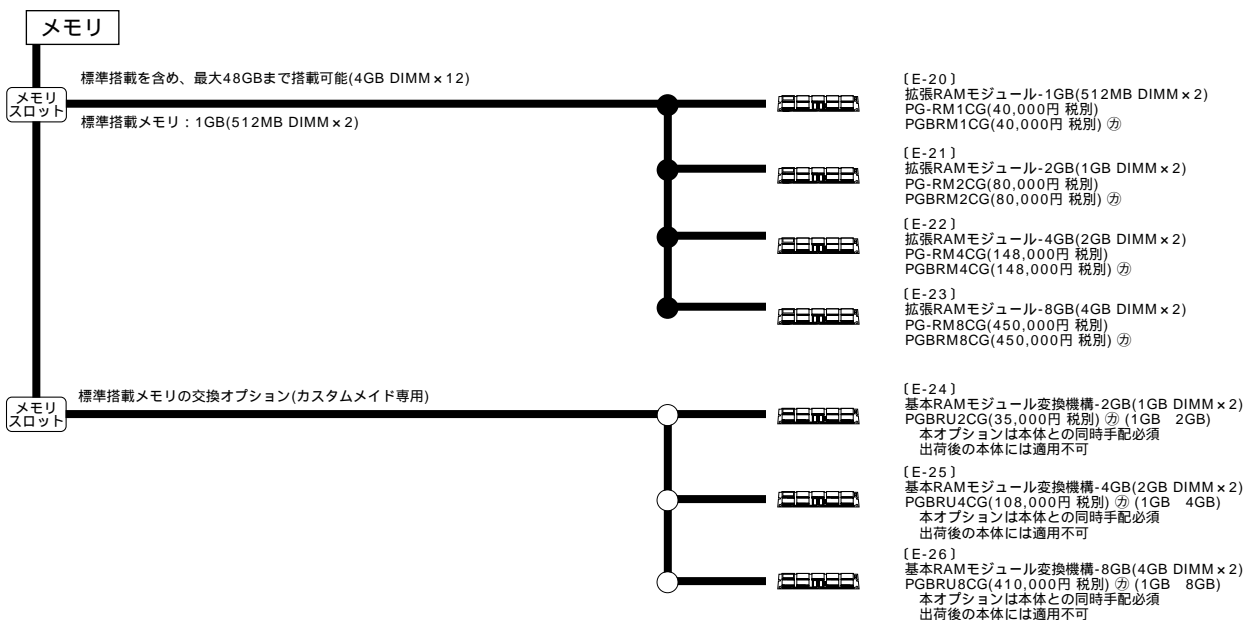 メモリ
メモリ
スロット
標準搭載を含め、最大48GBまで搭載可能(4GB DIMM×12)
標準搭載メモリ：1GB(512MB DIMM×2)
〔E-20〕
拡張RAMモジュール-1GB(512MB DIMM×2)
PG-RM1CG(40,000円 税別)
PGBRM1CG(40,000円 税別) ㋕
〔E-21〕
拡張RAMモジュール-2GB(1GB DIMM×2)
PG-RM2CG(80,000円 税別)
PGBRM2CG(80,000円 税別) ㋕
〔E-22〕
拡張RAMモジュール-4GB(2GB DIMM×2)
PG-RM4CG(148,000円 税別)
PGBRM4CG(148,000円 税別) ㋕
〔E-23〕
拡張RAMモジュール-8GB(4GB DIMM×2)
PG-RM8CG(450,000円 税別)
PGBRM8CG(450,000円 税別) ㋕
メモリ
スロット
標準搭載メモリの交換オプション(カスタムメイド専用)
〔E-24〕
基本RAMモジュール変換機構-2GB(1GB DIMM×2)
PGBRU2CG(35,000円 税別) ㋕ (1GB　2GB)
本オプションは本体との同時手配必須
出荷後の本体には適用不可
〔E-25〕
基本RAMモジュール変換機構-4GB(2GB DIMM×2)
PGBRU4CG(108,000円 税別) ㋕ (1GB　4GB)
本オプションは本体との同時手配必須
出荷後の本体には適用不可
〔E-26〕
基本RAMモジュール変換機構-8GB(4GB DIMM×2)
PGBRU8CG(410,000円 税別) ㋕ (1GB　8GB)
本オプションは本体との同時手配必須
出荷後の本体には適用不可